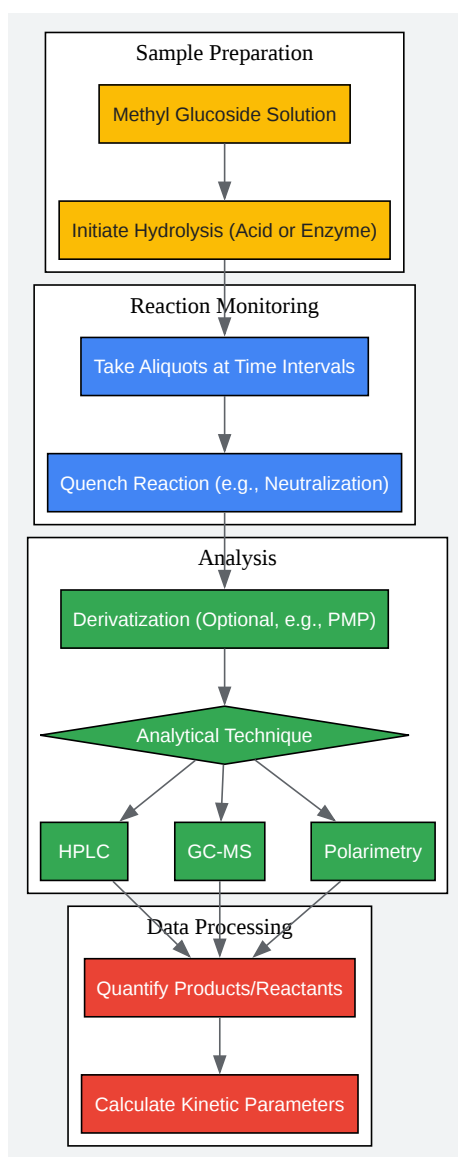 Sample Preparation
Methyl Glucoside Solution
Initiate Hydrolysis (Acid or Enzyme)
Reaction Monitoring
Take Aliquots at Time Intervals
Quench Reaction (e.g., Neutralization)
Analysis
Derivatization (Optional, e.g., PMP)
Analytical Technique
HPLC
GC-MS
Polarimetry
Data Processing
Quantify Products/Reactants
Calculate Kinetic Parameters